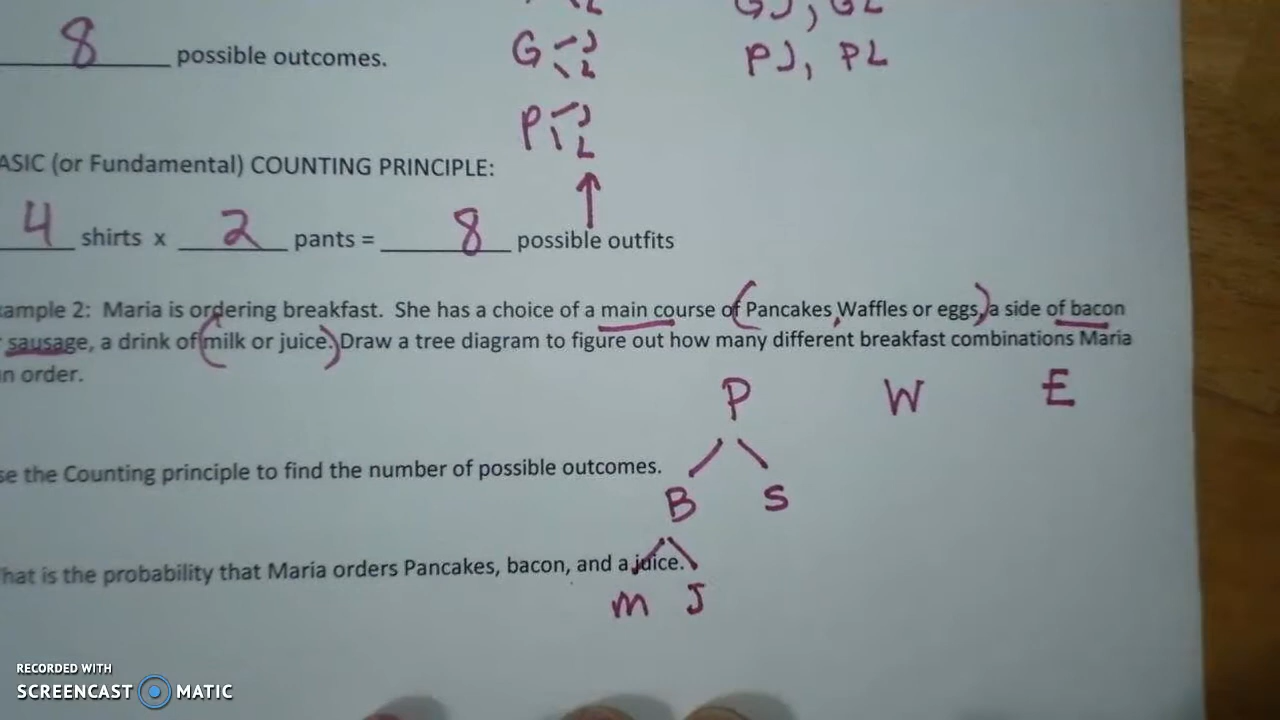 GJ, GL
8 possible outcomes.
G J
L
PJ, PL
P J
L
ASIC (or Fundamental) COUNTING PRINCIPLE:
4 shirts x 2 pants = 8 possible outfits
ample 2: Maria is ordering breakfast. She has a choice of a main course of (Pancakes, Waffles or eggs,) a side of bacon
sausage, a drink of (milk or juice.) Draw a tree diagram to figure out how many different breakfast combinations Maria
n order.
P W E
se the Counting principle to find the number of possible outcomes.
B S
hat is the probability that Maria orders Pancakes, bacon, and a juice.
m J
RECORDED WITH
SCREENCAST MATIC